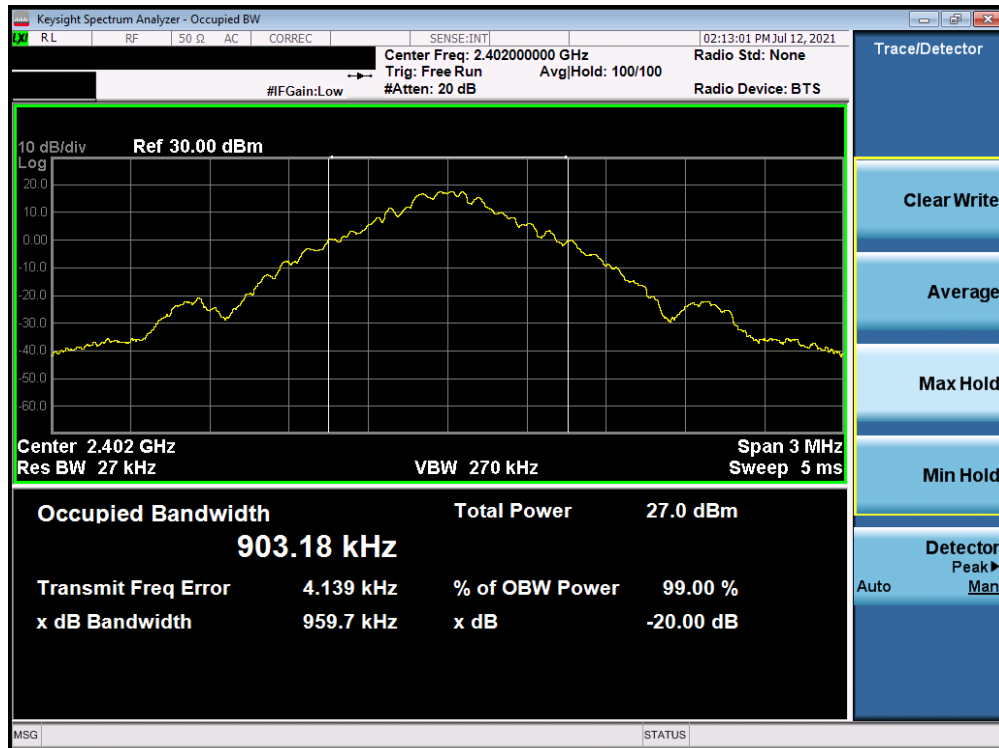 Keysight Spectrum Analyzer - Occupied BW
LXI RL RF 50 Ω AC CORREC SENSE:INT 02:13:01 PM Jul 12, 2021
Center Freq: 2.402000000 GHz Radio Std: None
Trig: Free Run Avg|Hold: 100/100
#IFGain:Low #Atten: 20 dB Radio Device: BTS
Trace/Detector
10 dB/div Ref 30.00 dBm
Log
20.0
10.0
0.00
-10.0
-20.0
-30.0
-40.0
-50.0
-60.0
Center 2.402 GHz Span 3 MHz
Res BW 27 kHz VBW 270 kHz Sweep 5 ms
Occupied Bandwidth Total Power 27.0 dBm
903.18 kHz
Transmit Freq Error 4.139 kHz % of OBW Power 99.00 %
x dB Bandwidth 959.7 kHz x dB -20.00 dB
Clear Write
Average
Max Hold
Min Hold
Detector
Peak▶
Auto Man
MSG STATUS